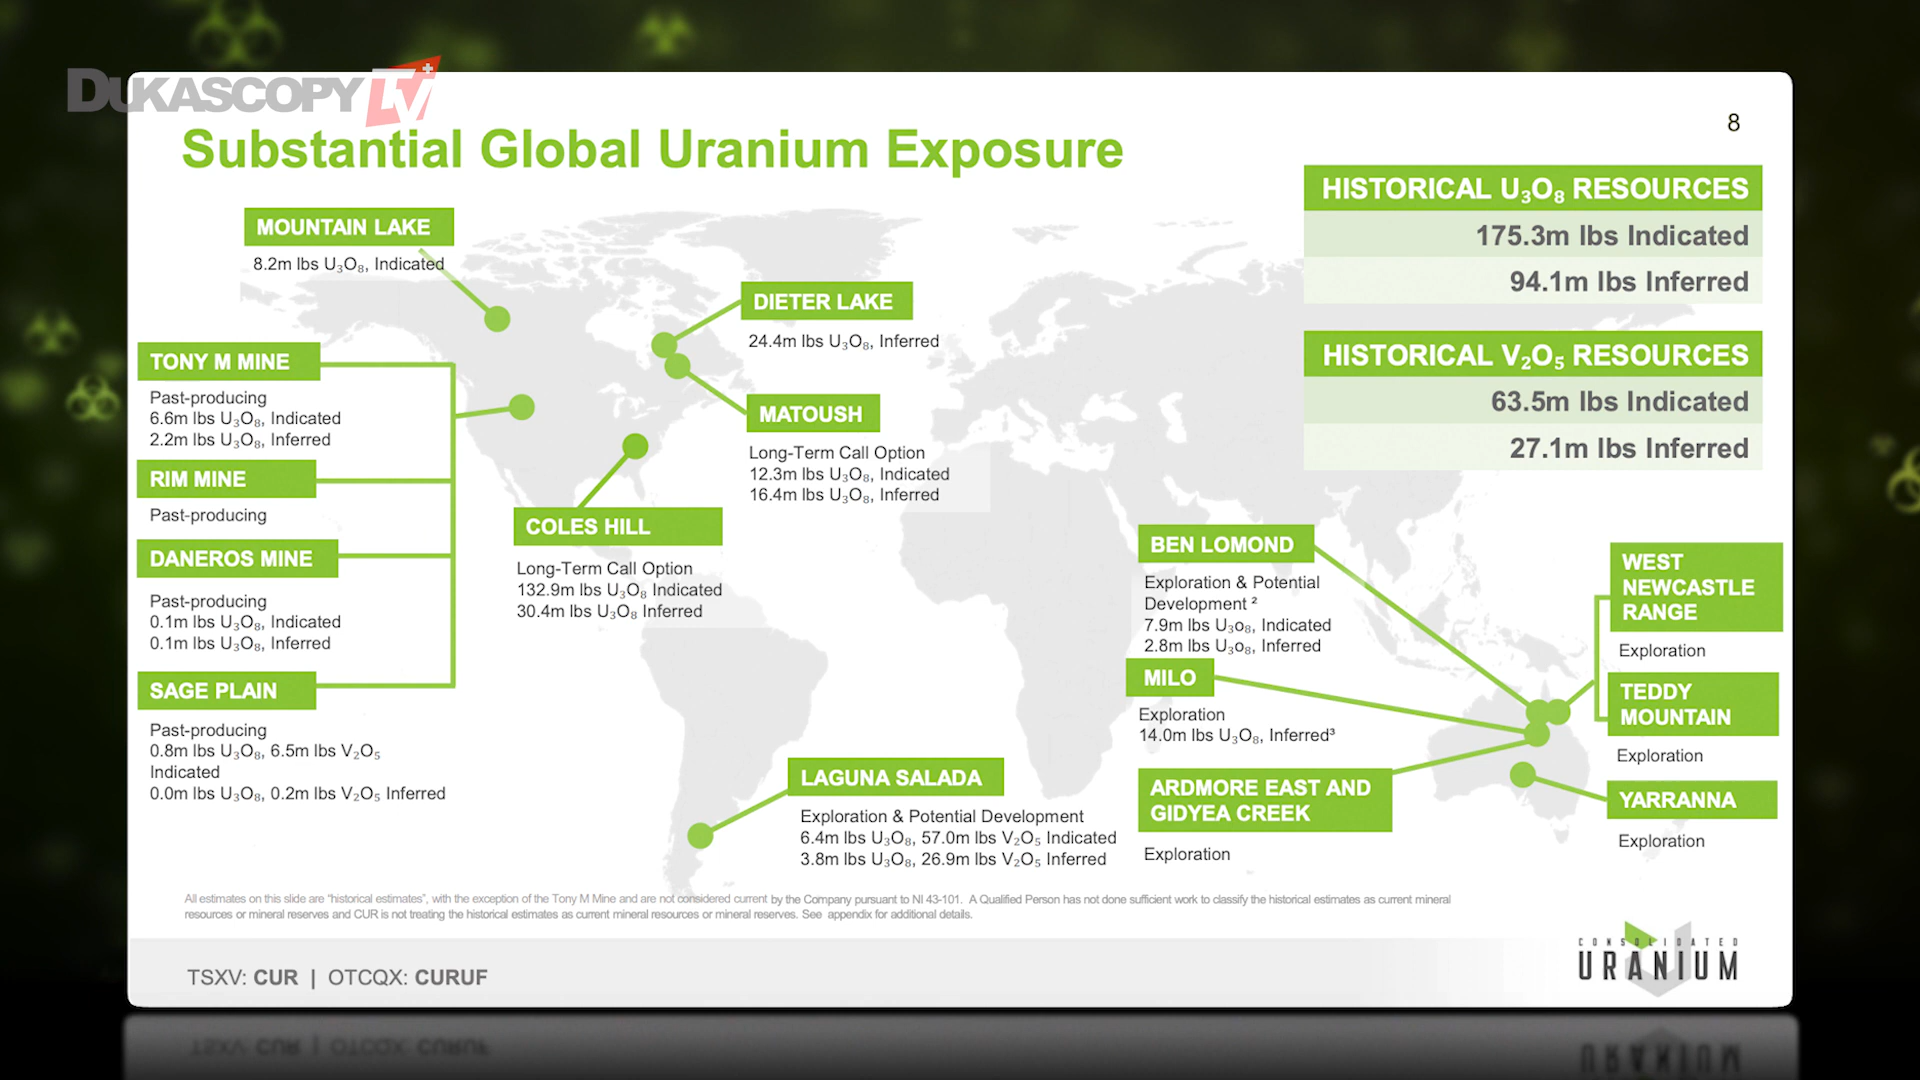 DUKASCOPY TV
Substantial Global Uranium Exposure
8
HISTORICAL U₃O₈ RESOURCES
175.3m lbs Indicated
94.1m lbs Inferred
HISTORICAL V₂O₅ RESOURCES
63.5m lbs Indicated
27.1m lbs Inferred
MOUNTAIN LAKE
8.2m lbs U₃O₈, Indicated
TONY M MINE
Past-producing
6.6m lbs U₃O₈, Indicated
2.2m lbs U₃O₈, Inferred
RIM MINE
Past-producing
DANEROS MINE
Past-producing
0.1m lbs U₃O₈, Indicated
0.1m lbs U₃O₈, Inferred
SAGE PLAIN
Past-producing
0.8m lbs U₃O₈, 6.5m lbs V₂O₅
Indicated
0.0m lbs U₃O₈, 0.2m lbs V₂O₅ Inferred
DIETER LAKE
24.4m lbs U₃O₈, Inferred
MATOUSH
Long-Term Call Option
12.3m lbs U₃O₈, Indicated
16.4m lbs U₃O₈, Inferred
COLES HILL
Long-Term Call Option
132.9m lbs U₃O₈ Indicated
30.4m lbs U₃O₈ Inferred
LAGUNA SALADA
Exploration & Potential Development
6.4m lbs U₃O₈, 57.0m lbs V₂O₅ Indicated
3.8m lbs U₃O₈, 26.9m lbs V₂O₅ Inferred
BEN LOMOND
Exploration & Potential
Development ²
7.9m lbs U₃o₈, Indicated
2.8m lbs U₃o₈, Inferred
MILO
Exploration
14.0m lbs U₃O₈, Inferred³
ARDMORE EAST AND
GIDYEA CREEK
Exploration
WEST
NEWCASTLE
RANGE
Exploration
TEDDY
MOUNTAIN
Exploration
YARRANNA
Exploration
All estimates on this slide are “historical estimates”, with the exception of the Tony M Mine and are not considered current by the Company pursuant to NI 43-101. A Qualified Person has not done sufficient work to classify the historical estimates as current mineral
resources or mineral reserves and CUR is not treating the historical estimates as current mineral resources or mineral reserves. See appendix for additional details.
TSXV: CUR | OTCQX: CURUF
CONSOLIDATED
URANIUM